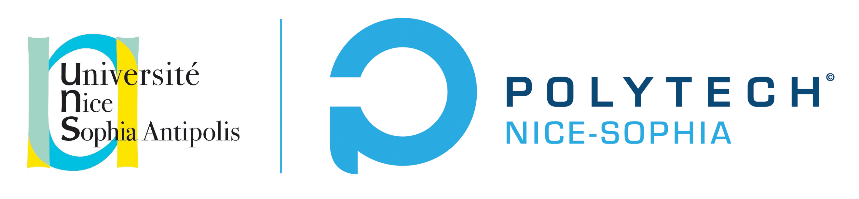 Université
Nice
Sophia Antipolis
POLYTECH©
NICE-SOPHIA